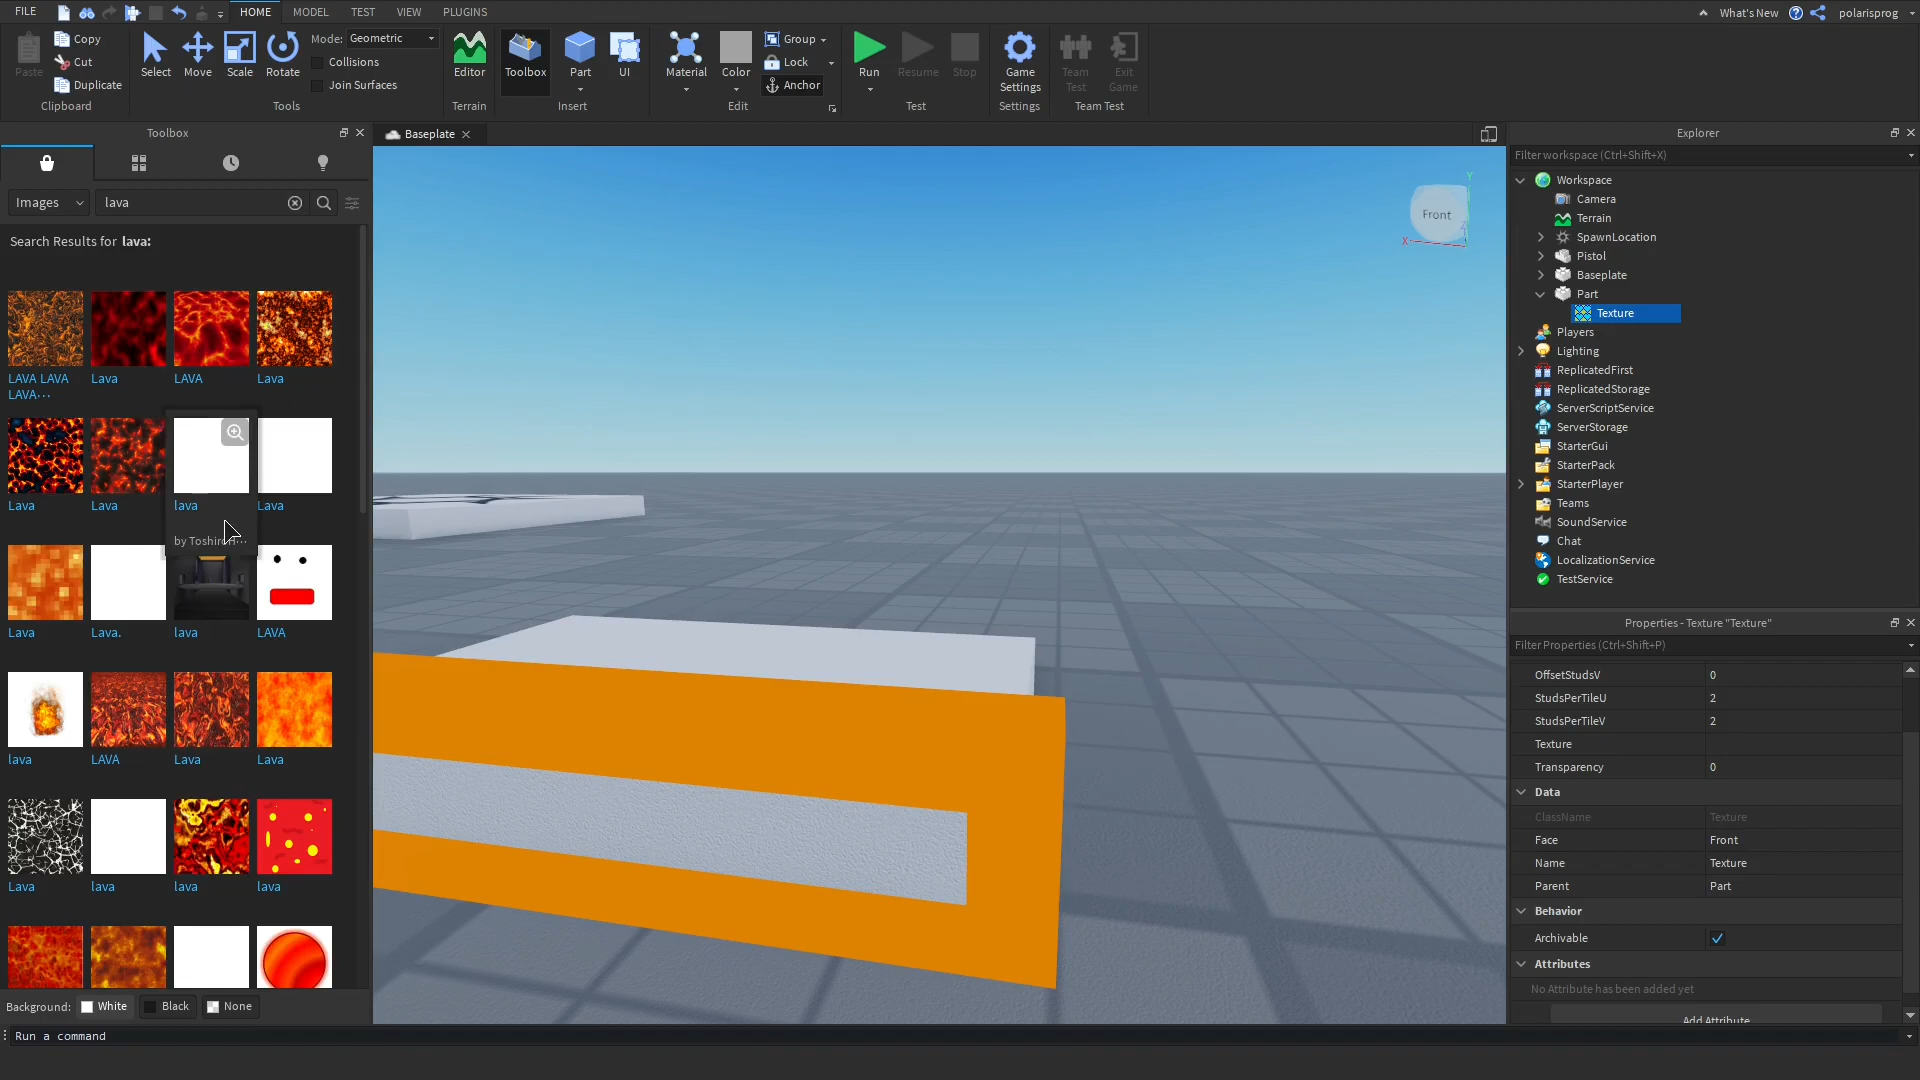 FILE
HOME
MODEL
TEST
VIEW
PLUGINS
What's New
polarisprog
Paste
Copy
Cut
Duplicate
Clipboard
Select
Move
Scale
Rotate
Mode: Geometric
Collisions
Join Surfaces
Tools
Editor
Terrain
Toolbox
Part
UI
Insert
Material
Color
Group
Lock
Anchor
Edit
Run
Resume
Stop
Test
Game
Settings
Settings
Team
Test
Exit
Game
Team Test
Toolbox
Images
lava
Search Results for lava:
LAVA LAVA
LAVA...
Lava
LAVA
Lava
Lava
Lava
lava
Lava
by ToshiroH...
Lava
Lava.
lava
LAVA
lava
LAVA
Lava
Lava
Lava
lava
lava
lava
Background: White Black None
Run a command
Baseplate
Front
Y
X
Z
Explorer
Filter workspace (Ctrl+Shift+X)
Workspace
Camera
Terrain
SpawnLocation
Pistol
Baseplate
Part
Texture
Players
Lighting
ReplicatedFirst
ReplicatedStorage
ServerScriptService
ServerStorage
StarterGui
StarterPack
StarterPlayer
Teams
SoundService
Chat
LocalizationService
TestService
Properties - Texture "Texture"
Filter Properties (Ctrl+Shift+P)
OffsetStudsV 0
StudsPerTileU 2
StudsPerTileV 2
Texture
Transparency 0
Data
ClassName Texture
Face Front
Name Texture
Parent Part
Behavior
Archivable
Attributes
No Attribute has been added yet
Add Attribute